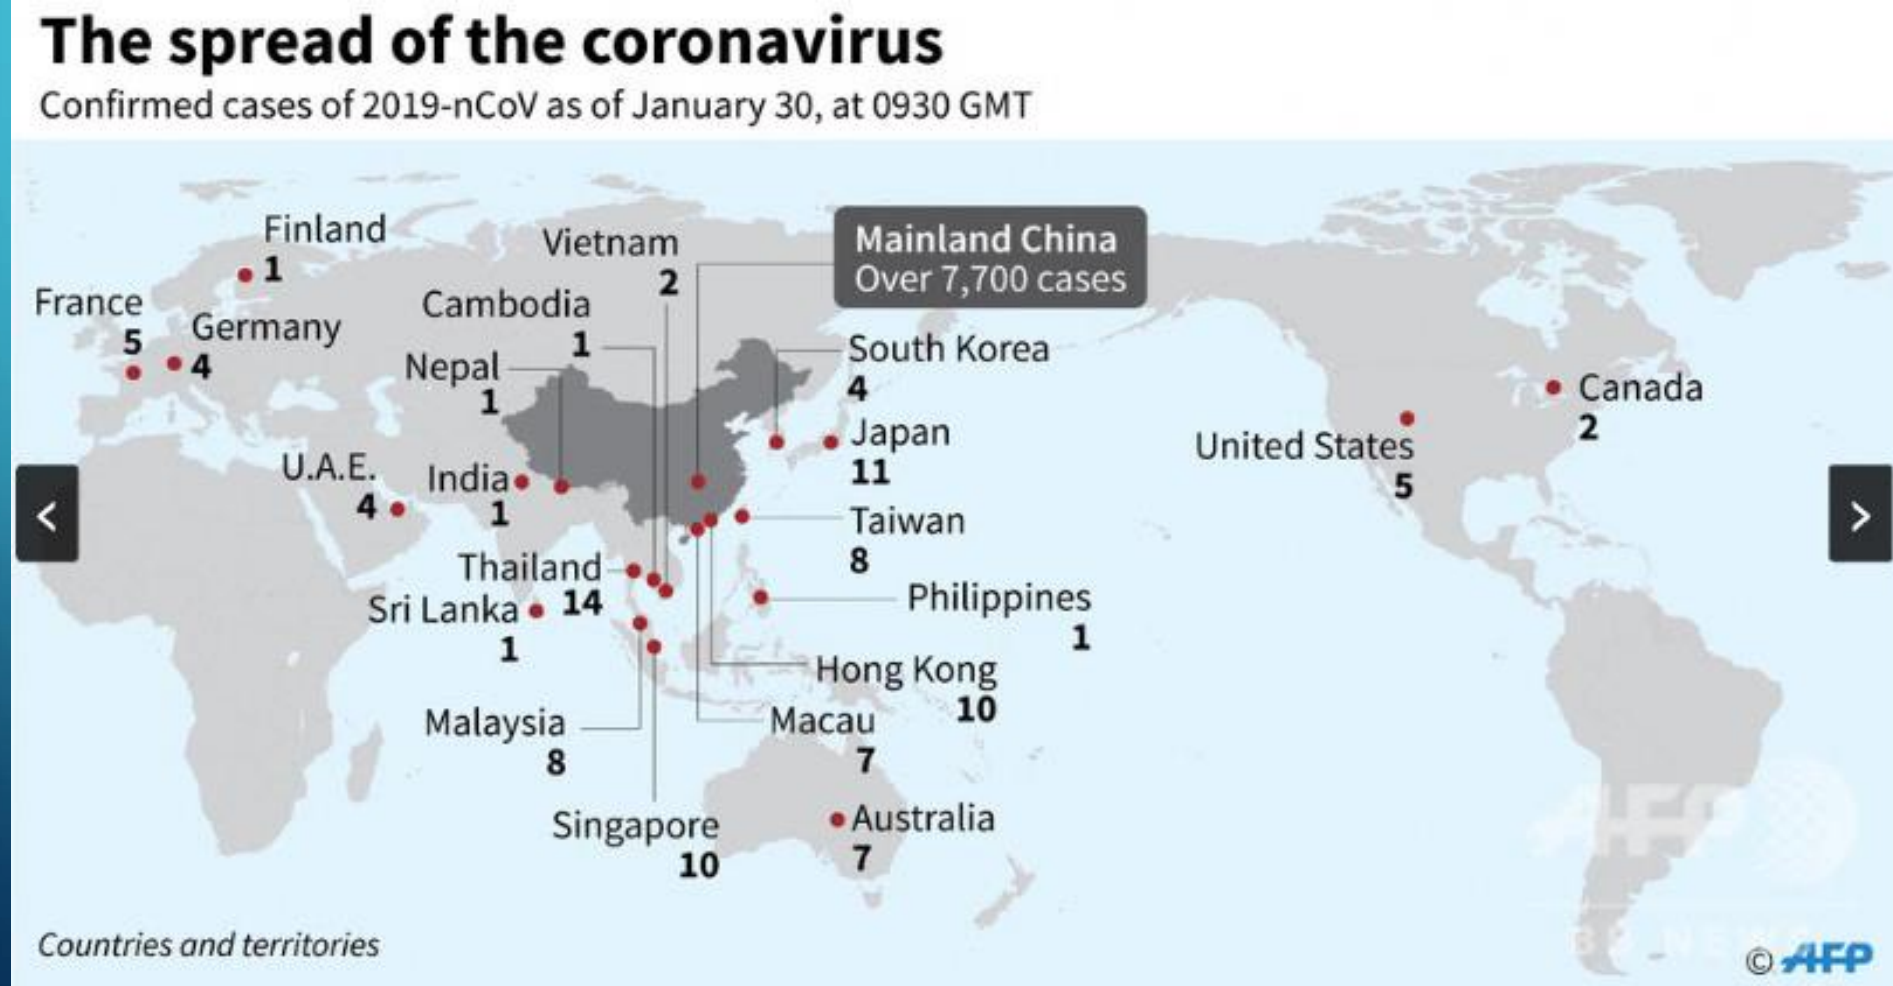 The spread of the coronavirus
Confirmed cases of 2019-nCoV as of January 30, at 0930 GMT
Finland
1
France
5
Germany
4
Vietnam
2
Cambodia
1
Nepal
1
Mainland China
Over 7,700 cases
South Korea
4
Japan
11
Canada
2
United States
5
U.A.E.
4
India
1
Taiwan
8
Thailand
14
Sri Lanka
1
Philippines
1
Hong Kong
10
Malaysia
8
Macau
7
Singapore
10
Australia
7
AFP
Countries and territories
© AFP